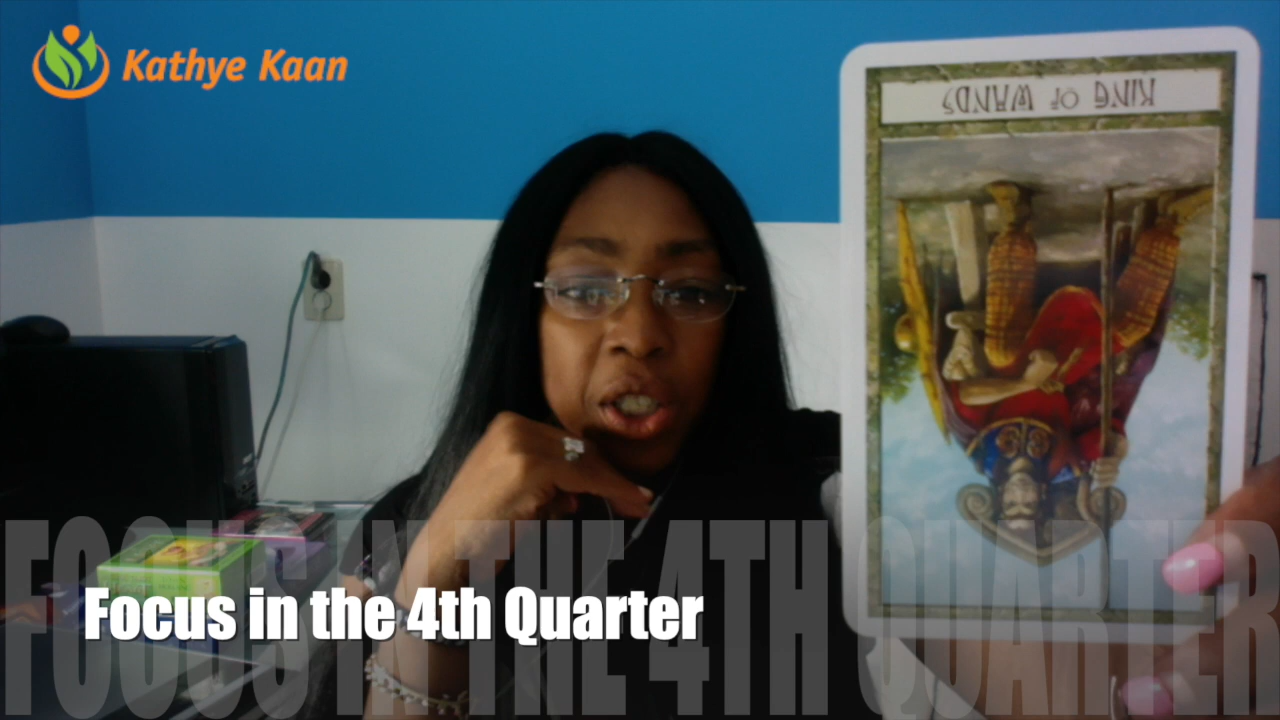 Kathye Kaan
KING OF WANDS
FOCUS IN THE 4TH QUARTER
Focus in the 4th Quarter